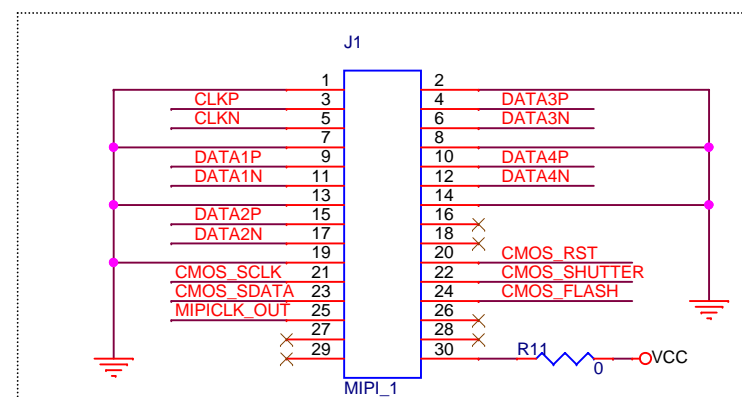 J1
1 2
CLKP 3 4 DATA3P
CLKN 5 6 DATA3N
7 8
DATA1P 9 10 DATA4P
DATA1N 11 12 DATA4N
13 14
DATA2P 15 16
DATA2N 17 18
19 20 CMOS_RST
CMOS_SCLK 21 22 CMOS_SHUTTER
CMOS_SDATA 23 24 CMOS_FLASH
MIPICLK_OUT 25 26
27 28
29 30 R11 0 VCC
MIPI_1